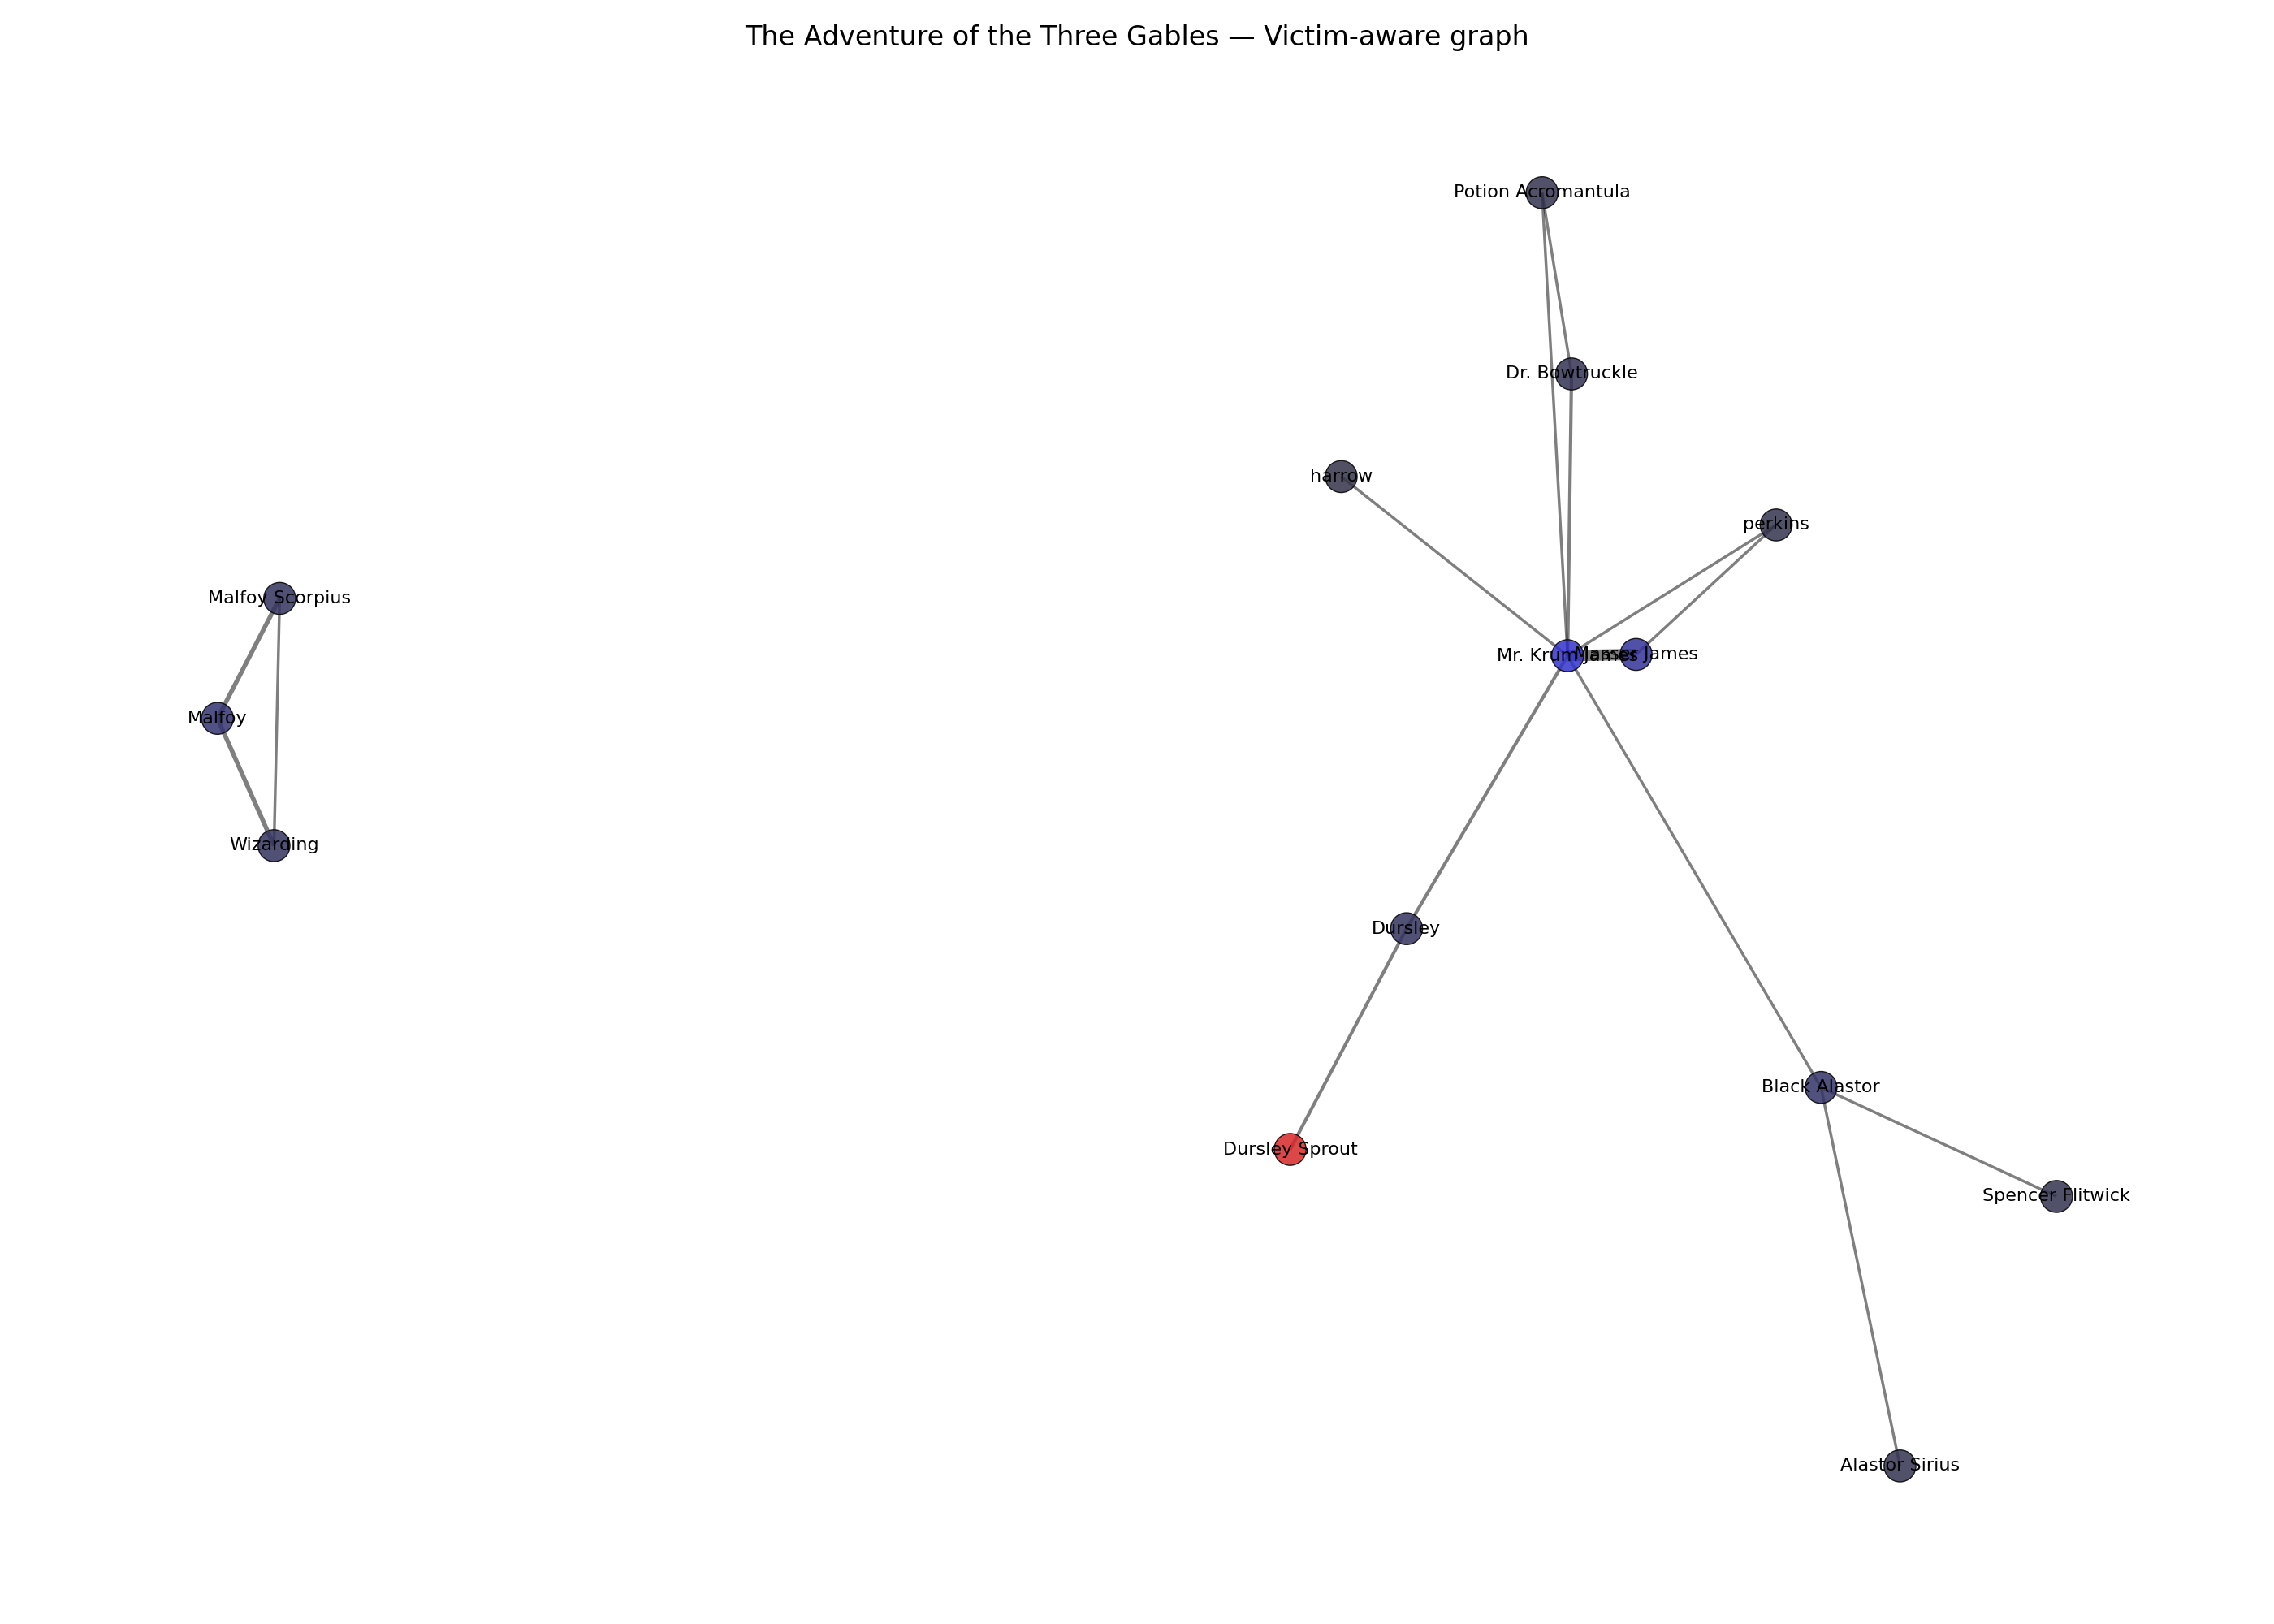 The Adventure of the Three Gables — Victim-aware graph
Potion Acromantula
Dr. Bowtruckle
harrow
perkins
Malfoy Scorpius
Mr. Krum James
Masser James
Malfoy
Wizarding
Dursley
Black Alastor
Dursley Sprout
Spencer Flitwick
Alastor Sirius